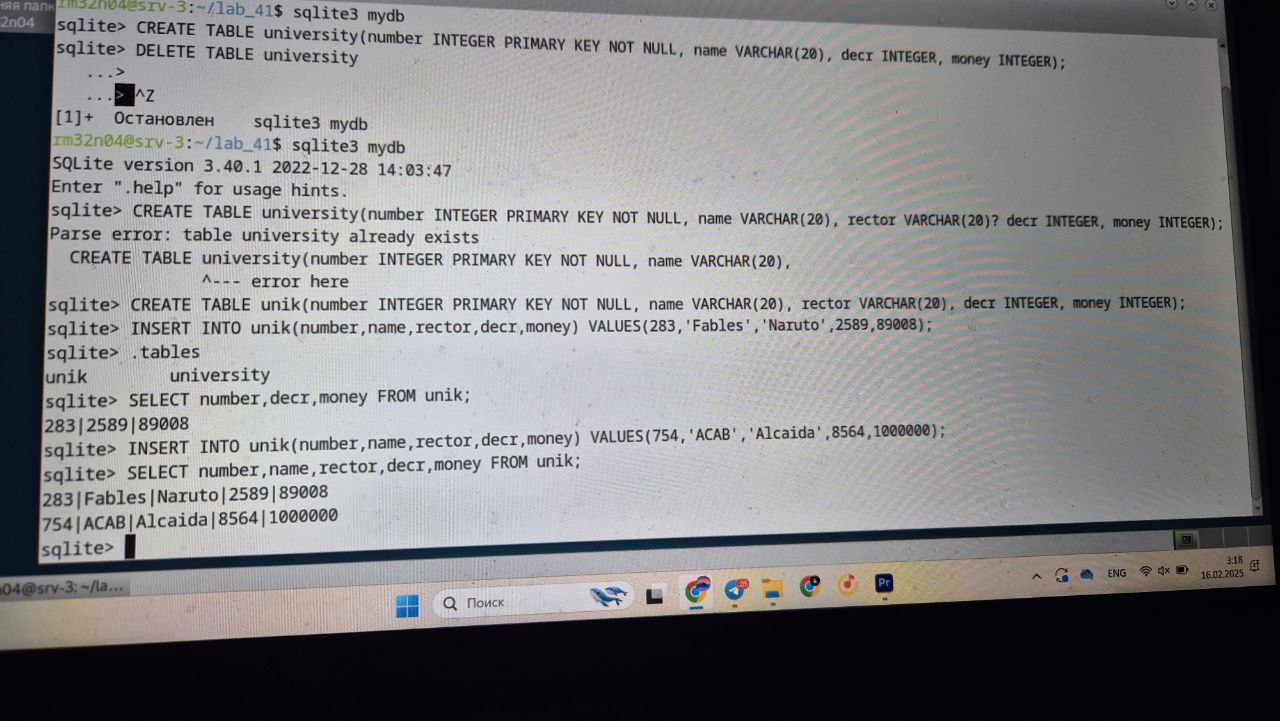 няя папк
2n04
rm32n04@srv-3:~/lab_41$ sqlite3 mydb
sqlite> CREATE TABLE university(number INTEGER PRIMARY KEY NOT NULL, name VARCHAR(20), decr INTEGER, money INTEGER);
sqlite> DELETE TABLE university
...>
...> ^Z
[1]+ Остановлен sqlite3 mydb
rm32n04@srv-3:~/lab_41$ sqlite3 mydb
SQLite version 3.40.1 2022-12-28 14:03:47
Enter ".help" for usage hints.
sqlite> CREATE TABLE university(number INTEGER PRIMARY KEY NOT NULL, name VARCHAR(20), rector VARCHAR(20)? decr INTEGER, money INTEGER);
Parse error: table university already exists
CREATE TABLE university(number INTEGER PRIMARY KEY NOT NULL, name VARCHAR(20),
^--- error here
sqlite> CREATE TABLE unik(number INTEGER PRIMARY KEY NOT NULL, name VARCHAR(20), rector VARCHAR(20), decr INTEGER, money INTEGER);
sqlite> INSERT INTO unik(number,name,rector,decr,money) VALUES(283,'Fables','Naruto',2589,89008);
sqlite> .tables
unik university
sqlite> SELECT number,decr,money FROM unik;
283|2589|89008
sqlite> INSERT INTO unik(number,name,rector,decr,money) VALUES(754,'ACAB','Alcaida',8564,1000000);
sqlite> SELECT number,name,rector,decr,money FROM unik;
283|Fables|Naruto|2589|89008
754|ACAB|Alcaida|8564|1000000
sqlite>
n04@srv-3: ~/la...
Поиск
Pr
ENG
3:18
16.02.2025